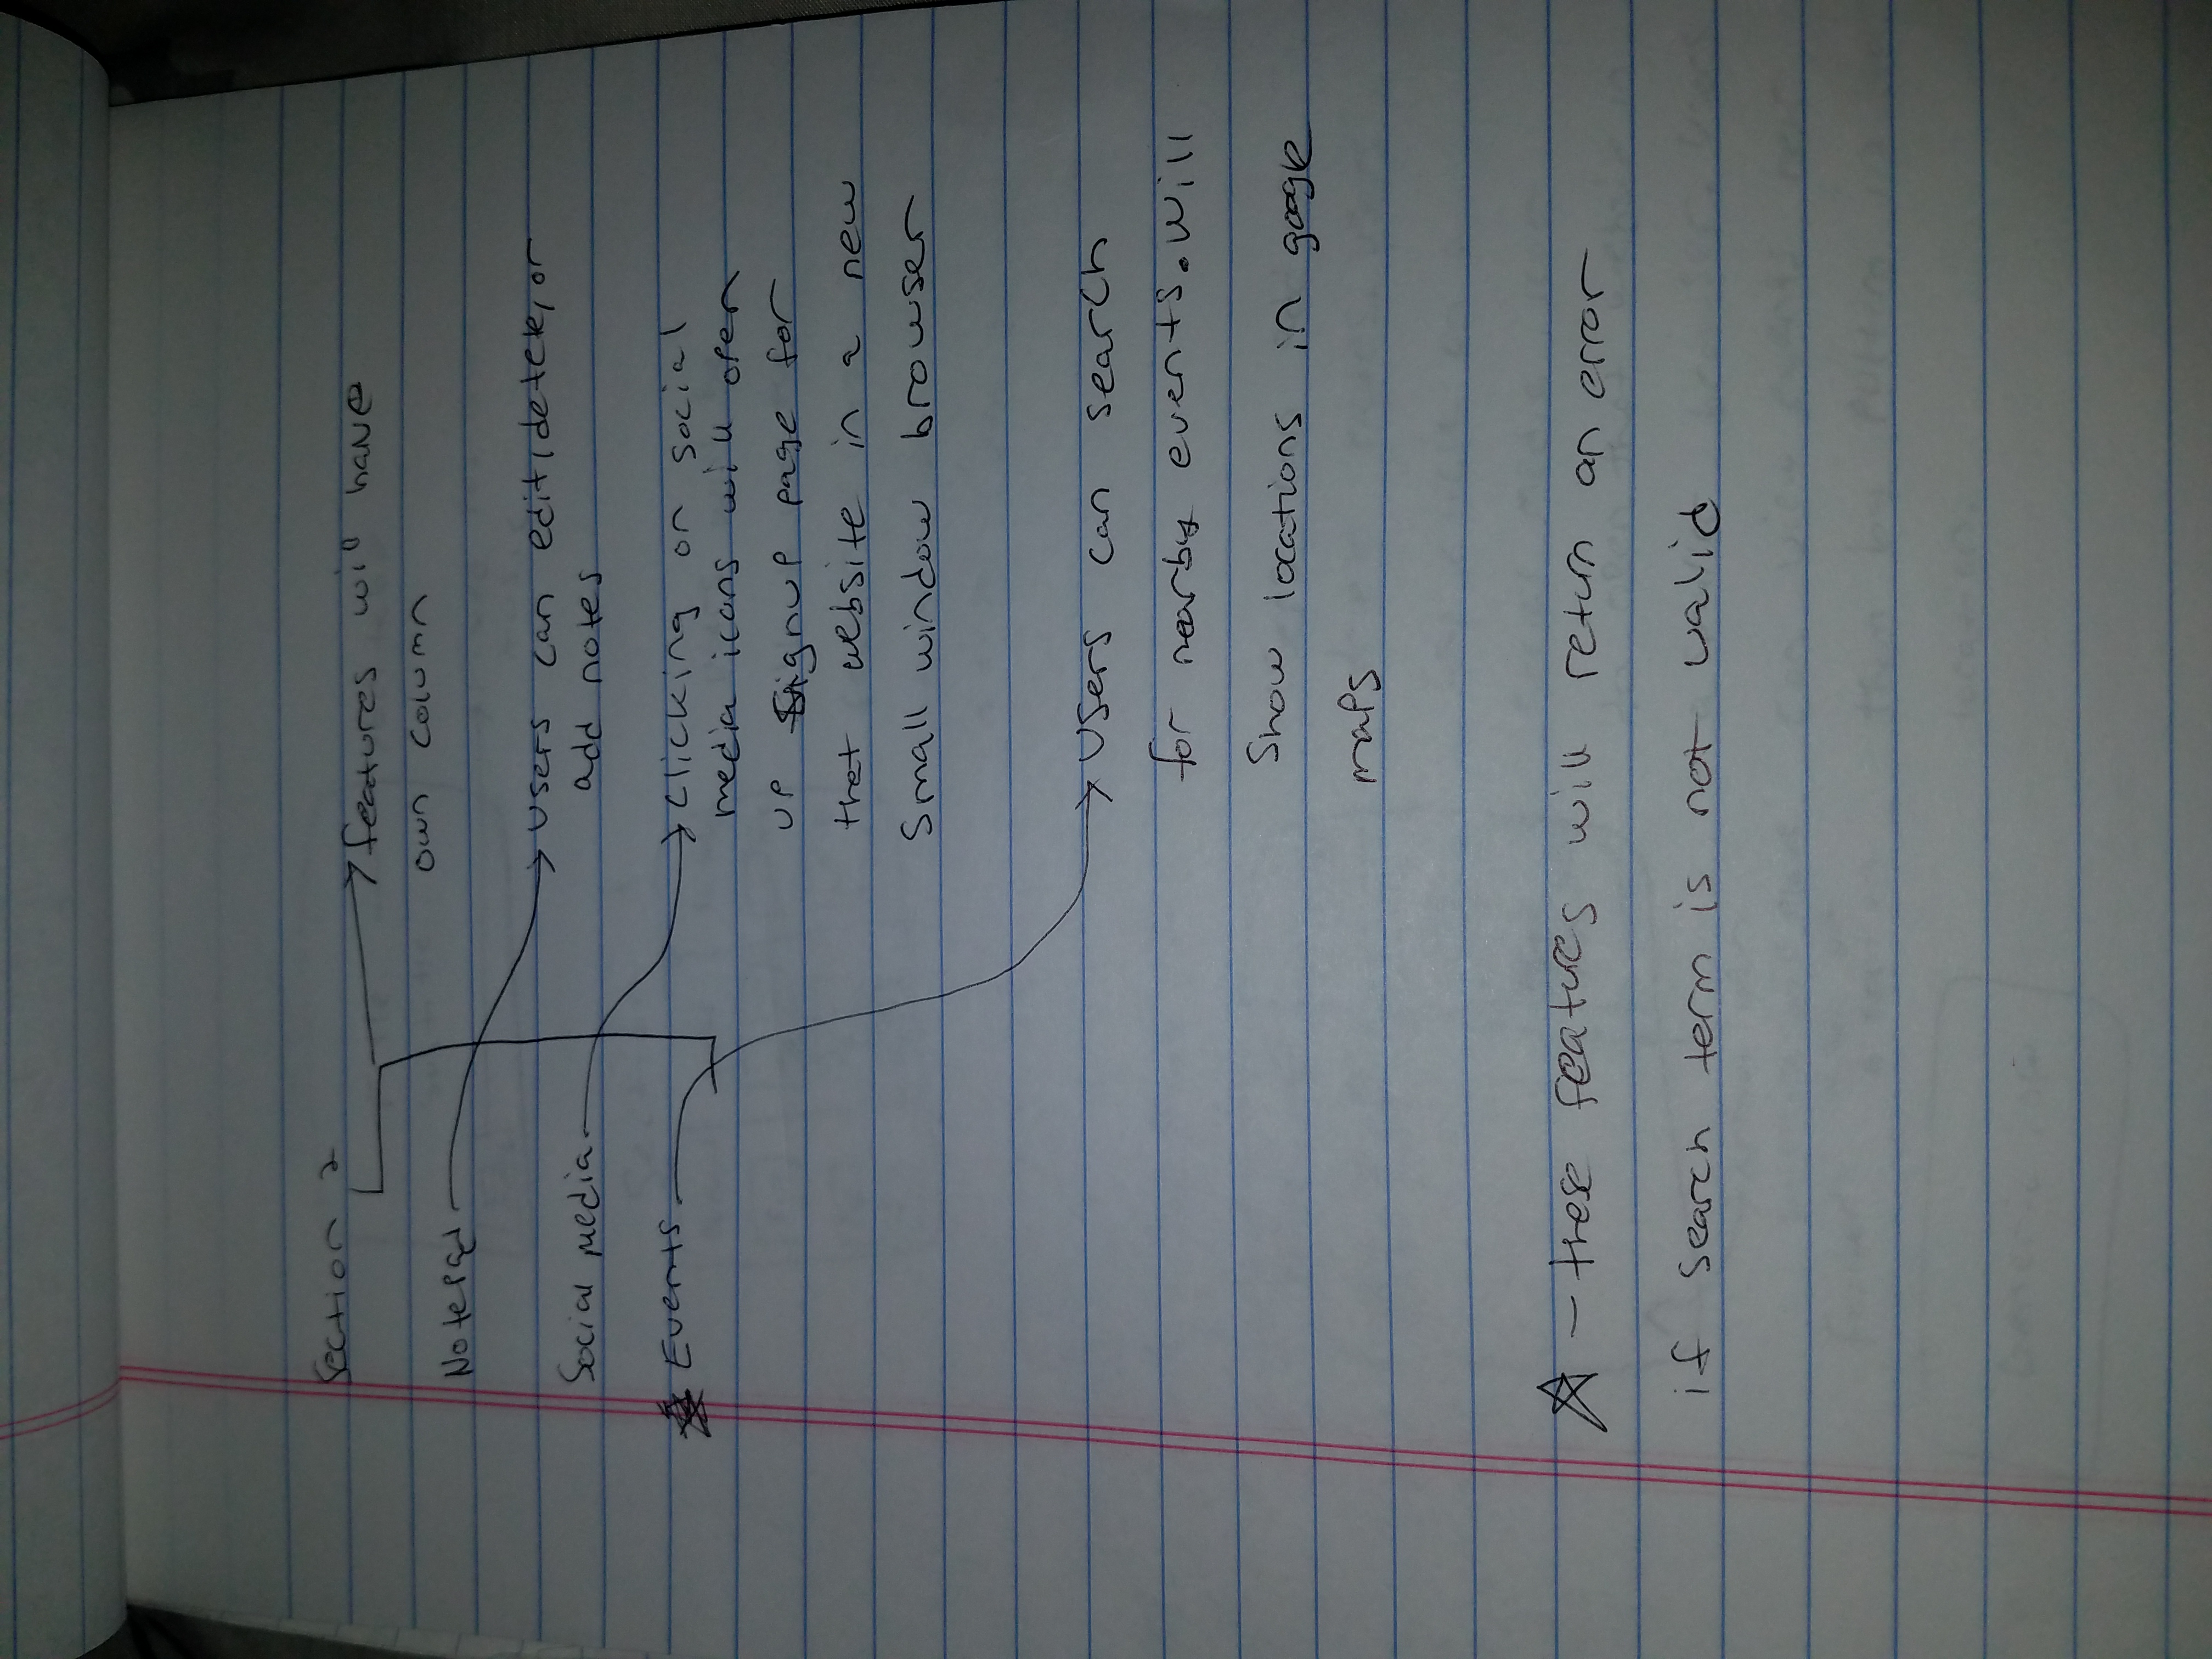 Section 2
features will have
own column
Notepad
Users can edit, delete, or
add notes
Social media
Events
Clicking on social
media icons will open
up Signup page for
that website in a new
Small window browser
Users can search
for nearby events. Will
Show locations in google
maps
- these features will return an error
if search term is not valid